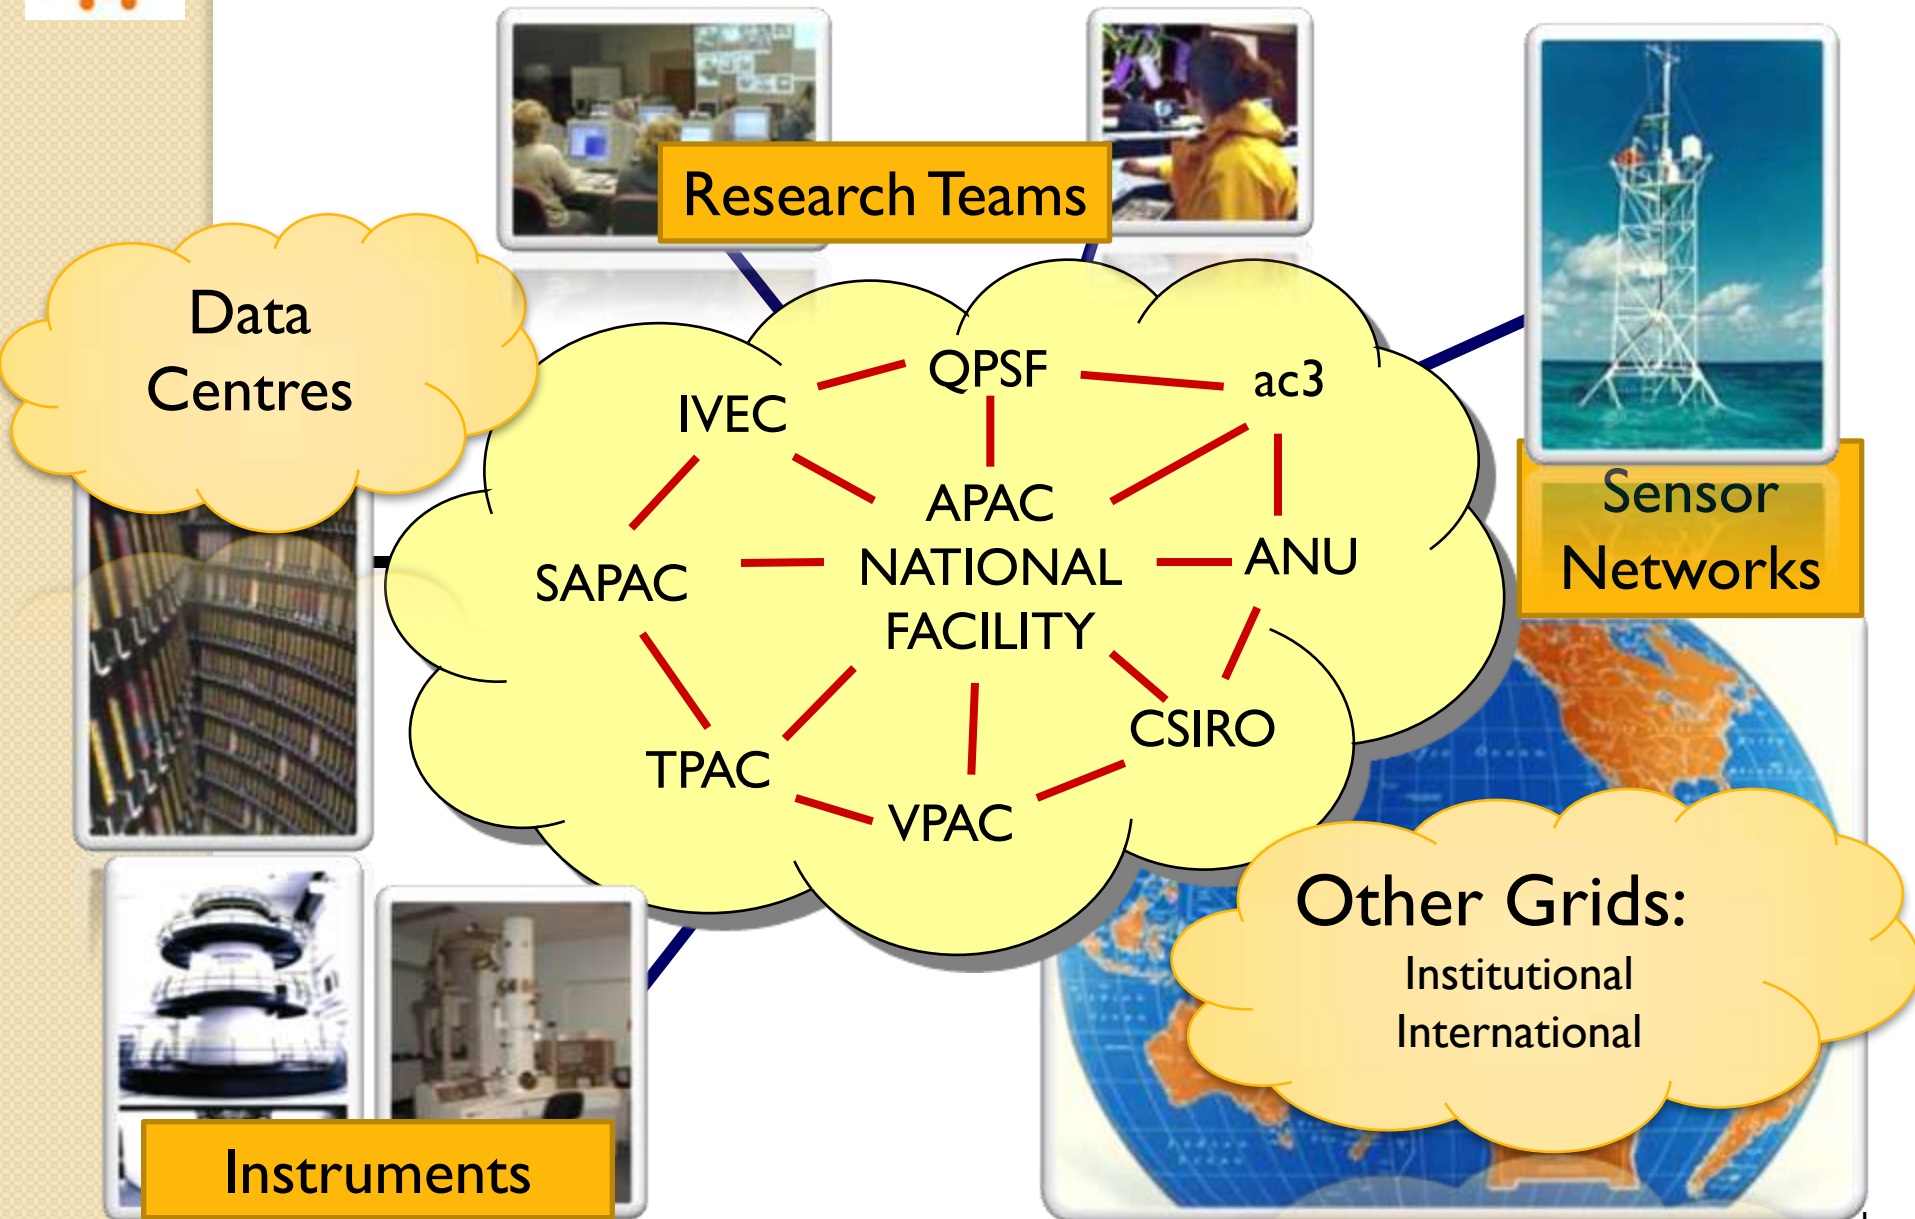 Research Teams
Data
Centres
QPSF
ac3
IVEC
APAC
NATIONAL
FACILITY
SAPAC
ANU
Sensor
Networks
CSIRO
TPAC
VPAC
Other Grids:
Institutional
International
Instruments